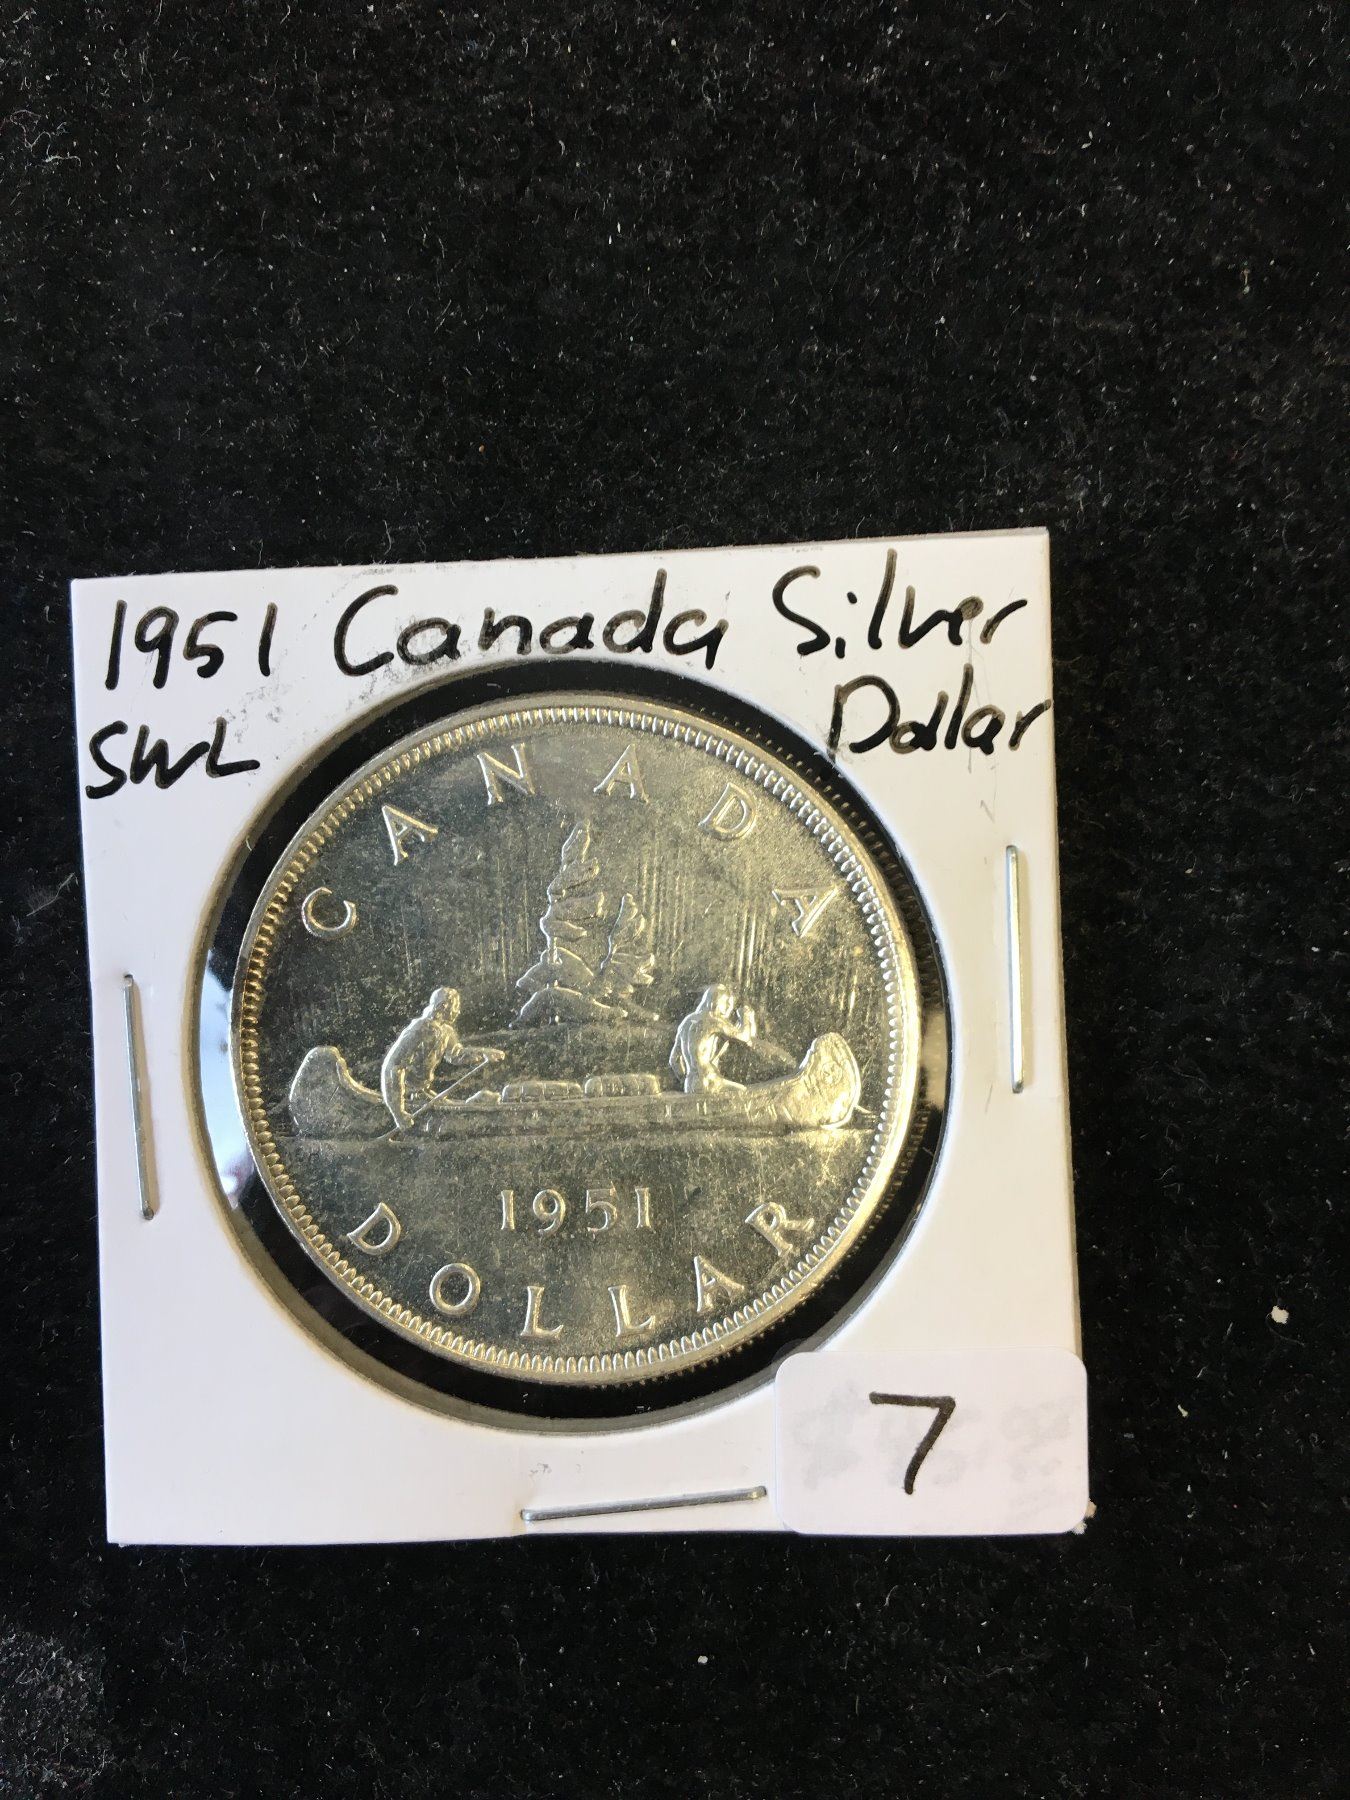 1951 Canada Silver
SWL Dollar
CANADA
1951
DOLLAR
7